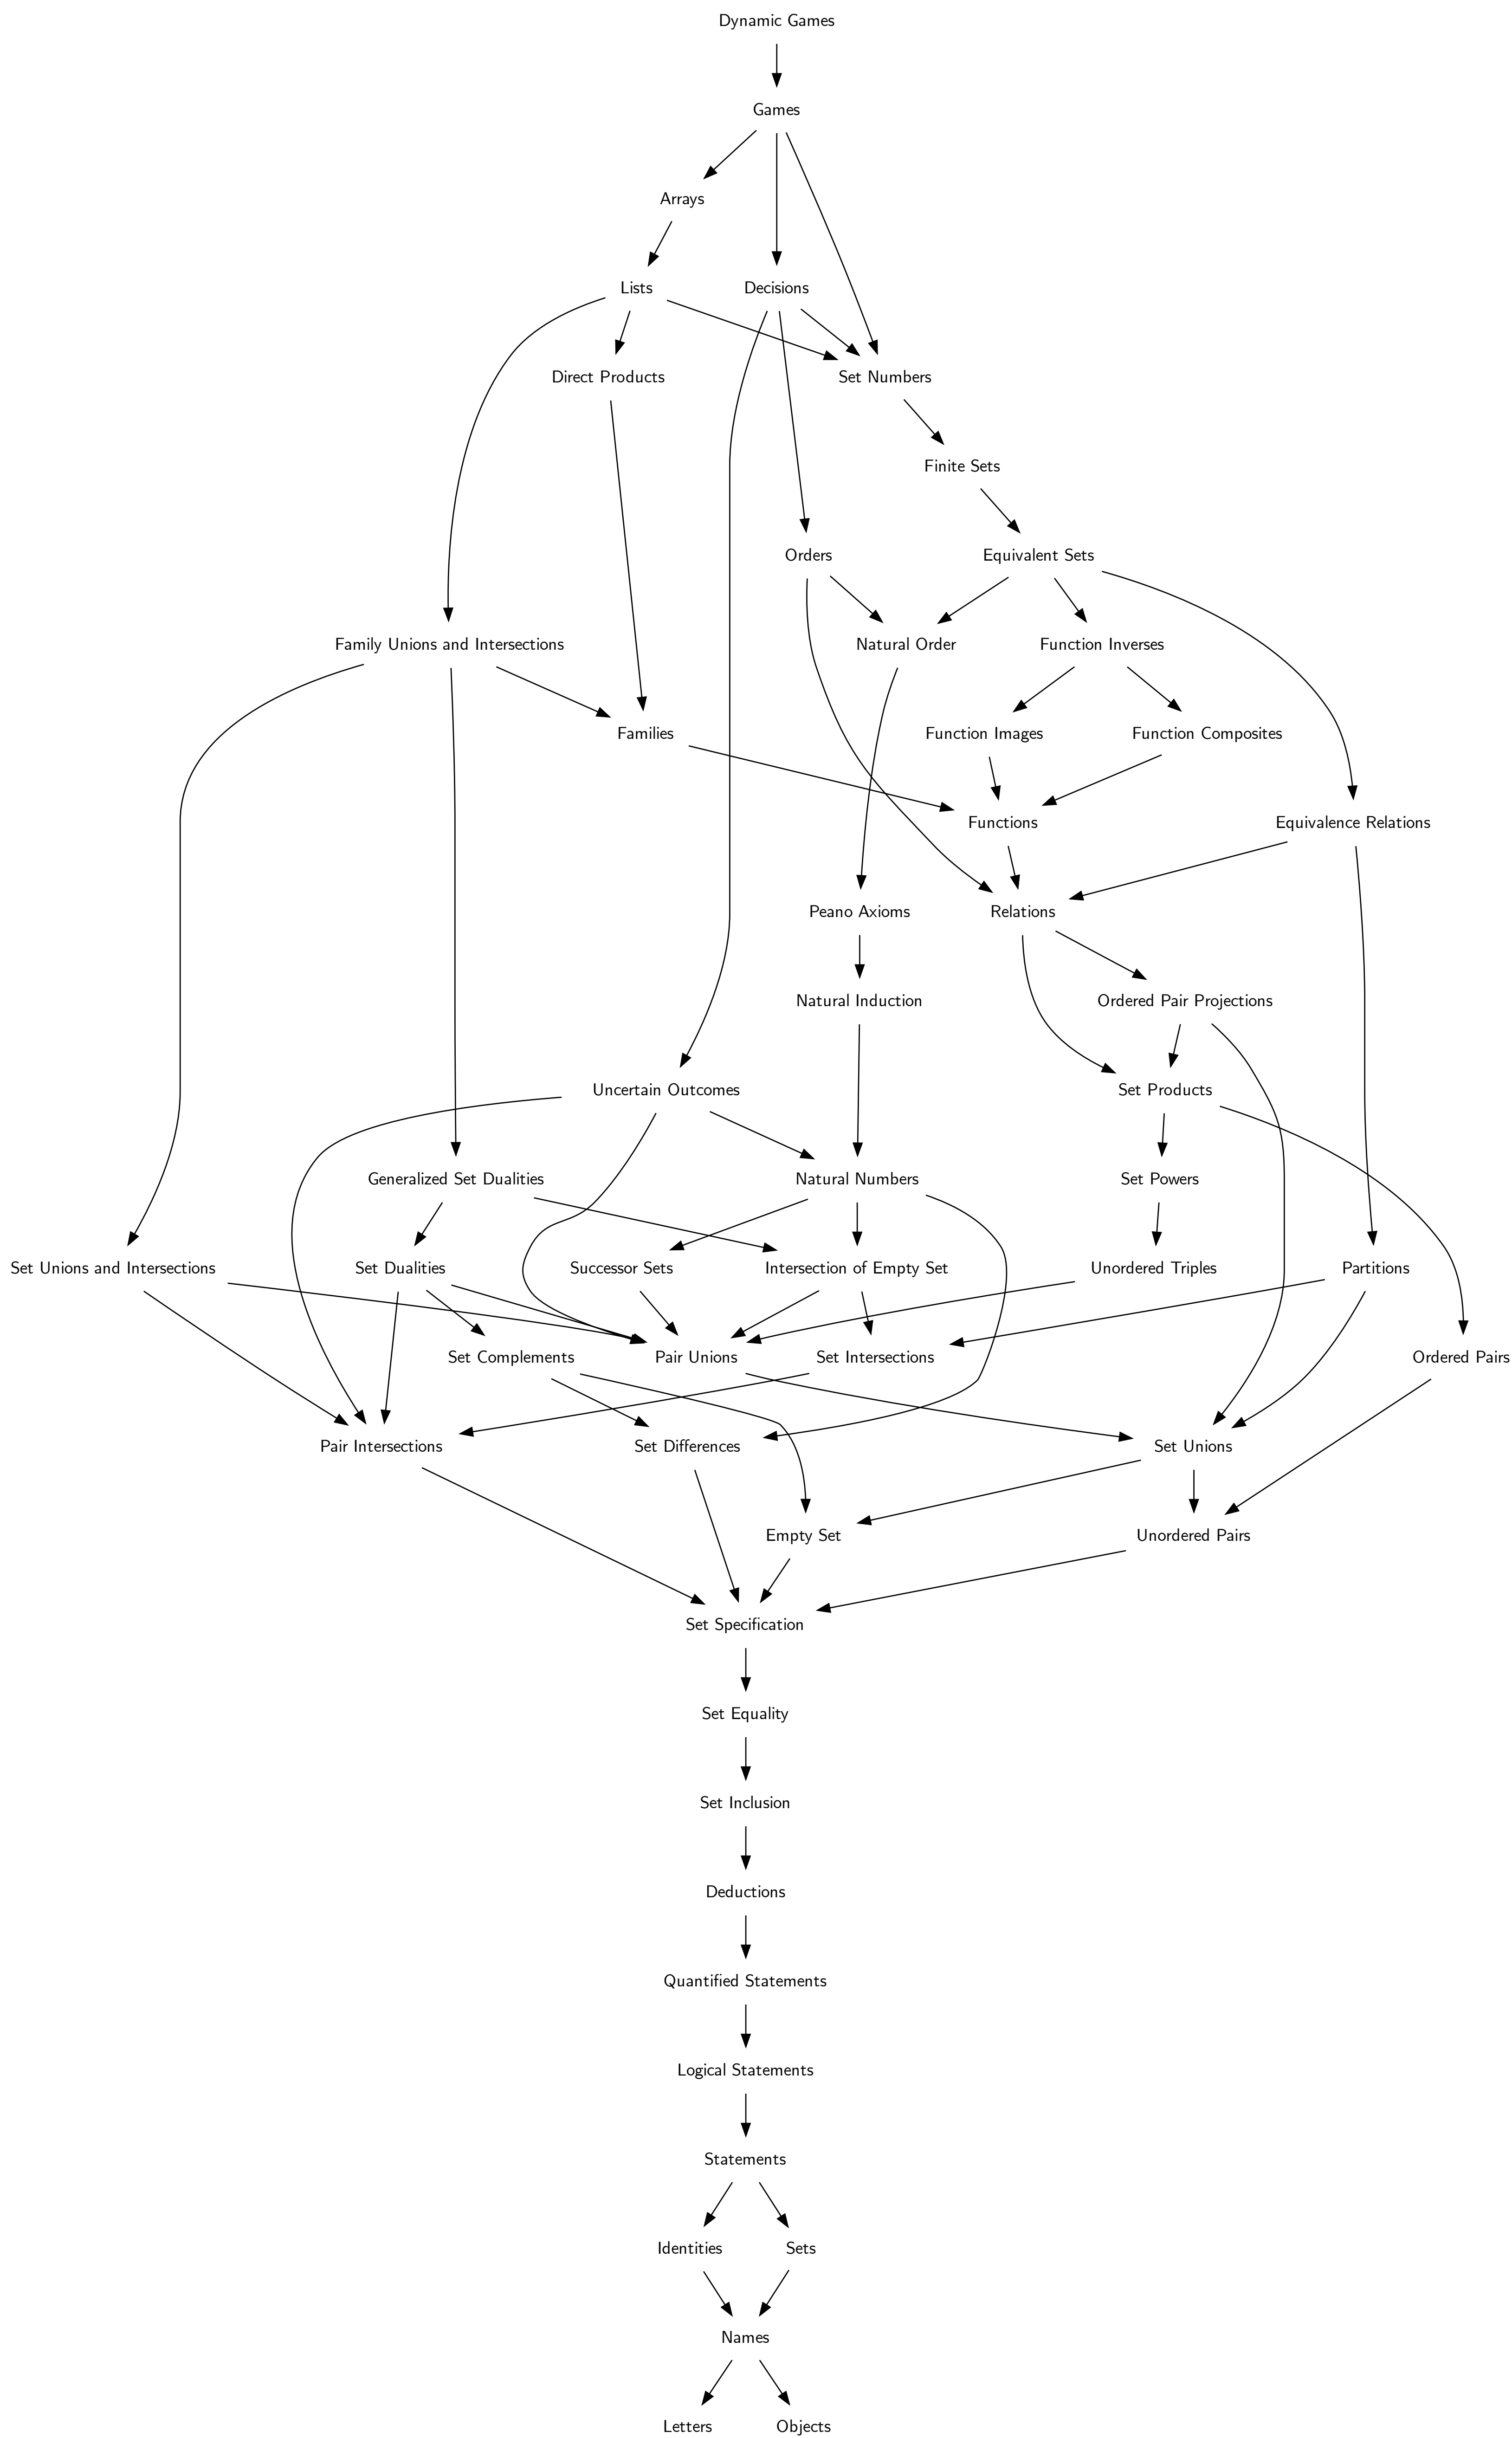 Dynamic Games
Games
Arrays
Lists
Decisions
Direct Products
Set Numbers
Finite Sets
Orders
Equivalent Sets
Family Unions and Intersections
Natural Order
Function Inverses
Families
Function Images
Function Composites
Functions
Equivalence Relations
Peano Axioms
Relations
Natural Induction
Ordered Pair Projections
Uncertain Outcomes
Set Products
Generalized Set Dualities
Natural Numbers
Set Powers
Set Unions and Intersections
Set Dualities
Successor Sets
Intersection of Empty Set
Unordered Triples
Partitions
Set Complements
Pair Unions
Set Intersections
Ordered Pairs
Pair Intersections
Set Differences
Set Unions
Empty Set
Unordered Pairs
Set Specification
Set Equality
Set Inclusion
Deductions
Quantified Statements
Logical Statements
Statements
Identities
Sets
Names
Letters
Objects